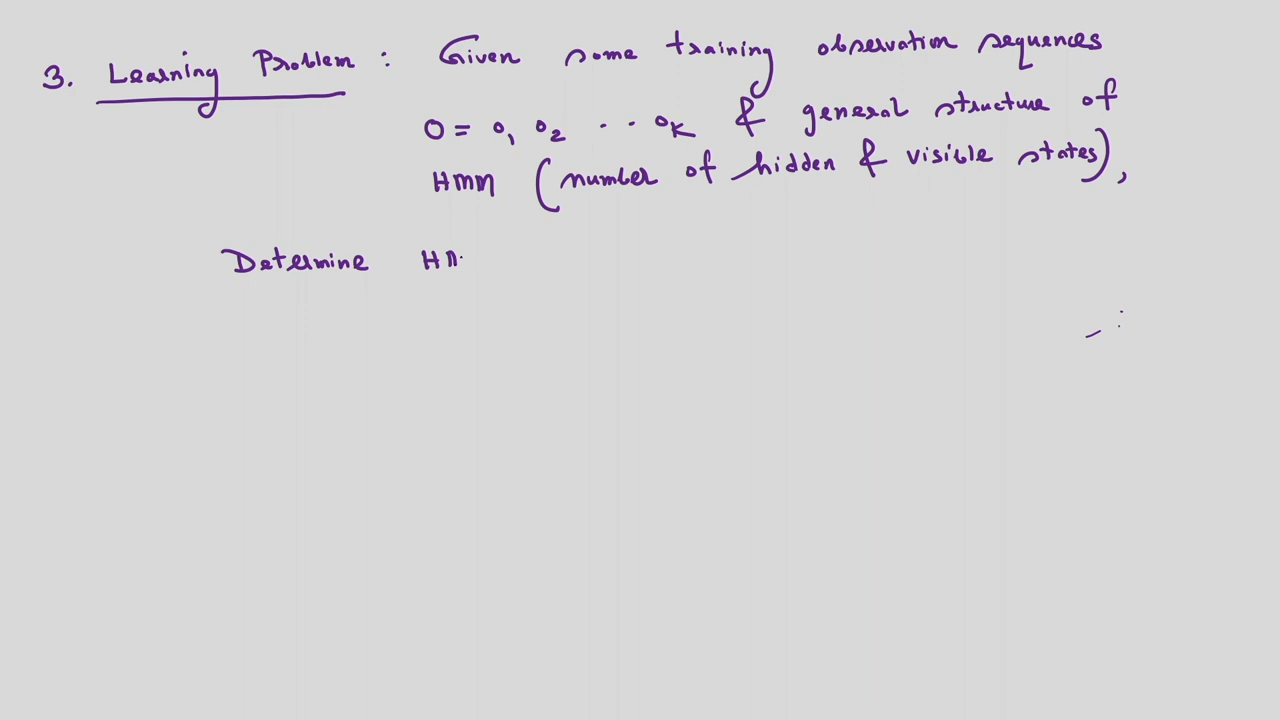 3. Learning Problem : Given some training observation sequences
O = o₁ o₂ ... oₖ & general structure of
HMM (number of hidden & visible states),
Determine HM